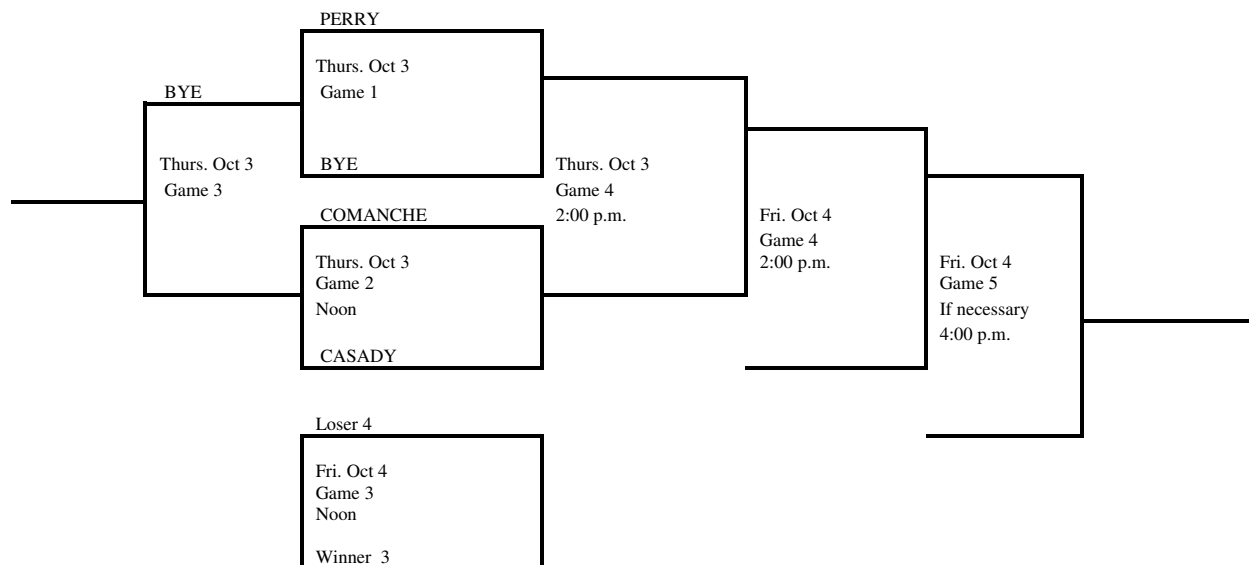 PERRY
Thurs. Oct 3
Game 1
BYE
BYE
Thurs. Oct 3
Game 3
Thurs. Oct 3
Game 4
2:00 p.m.
COMANCHE
Thurs. Oct 3
Game 2
Noon
CASADY
Fri. Oct 4
Game 4
2:00 p.m.
Fri. Oct 4
Game 5
If necessary
4:00 p.m.
Loser 4
Fri. Oct 4
Game 3
Noon
Winner 3